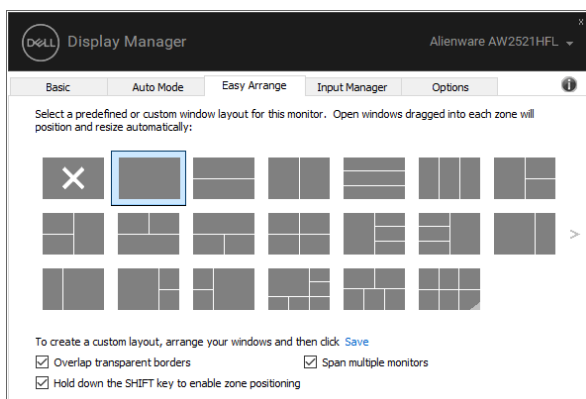 DELL Display Manager
Alienware AW2521HFL
Basic
Auto Mode
Easy Arrange
Input Manager
Options
Select a predefined or custom window layout for this monitor. Open windows dragged into each zone will
position and resize automatically:
To create a custom layout, arrange your windows and then click Save
Overlap transparent borders
Span multiple monitors
Hold down the SHIFT key to enable zone positioning